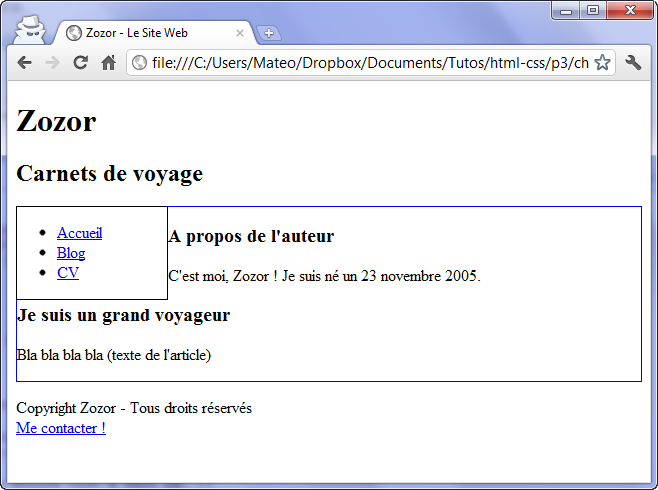 Zozor - Le Site Web
file:///C:/Users/Mateo/Dropbox/Documents/Tutos/html-css/p3/ch
Zozor
Carnets de voyage
Accueil
Blog
CV
A propos de l'auteur
C'est moi, Zozor ! Je suis né un 23 novembre 2005.
Je suis un grand voyageur
Bla bla bla bla (texte de l'article)
Copyright Zozor - Tous droits réservés
Me contacter !